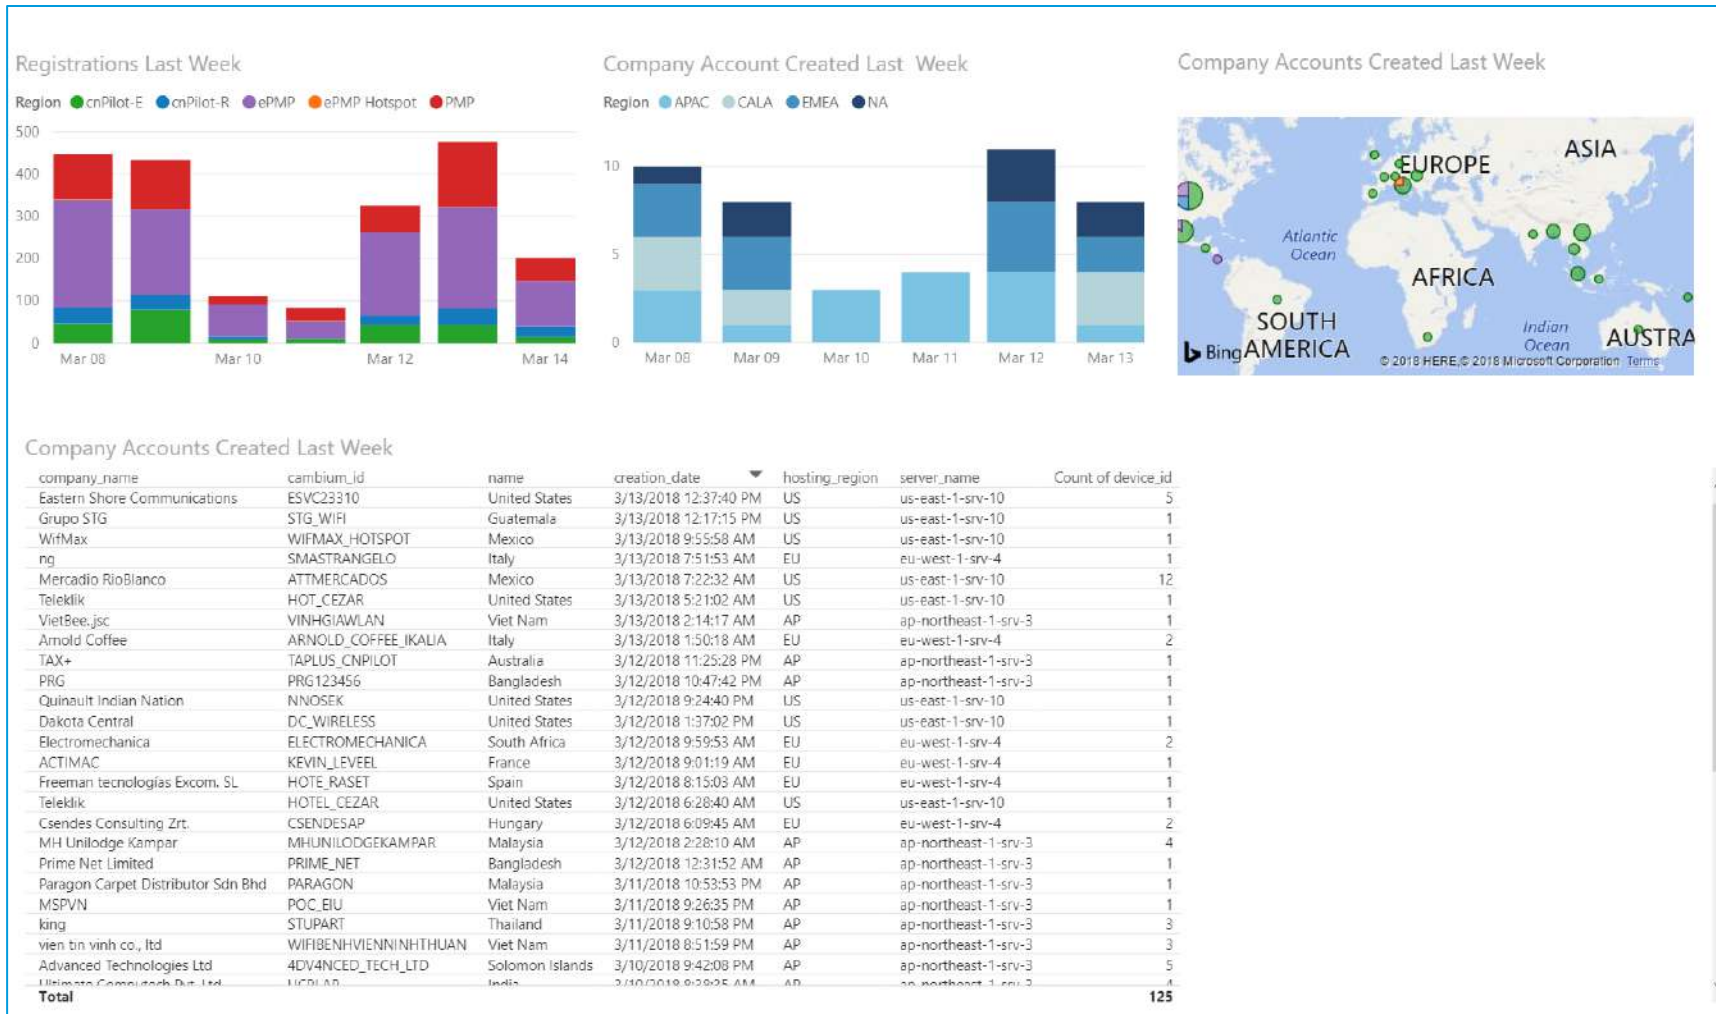 Registrations Last Week
Region cnPilot-E cnPilot-R ePMP ePMP Hotspot PMP
500
400
300
200
100
0
Mar 08 Mar 10 Mar 12 Mar 14
Company Account Created Last Week
Region APAC CALA EMEA NA
10
5
0
Mar 08 Mar 09 Mar 10 Mar 11 Mar 12 Mar 13
Company Accounts Created Last Week
ASIA
EUROPE
Atlantic
Ocean
AFRICA
SOUTH
AMERICA
Indian
Ocean
AUSTRA
Bing
© 2018 HERE,© 2018 Microsoft Corporation Terms
Company Accounts Created Last Week
company_name cambium_id name creation_date hosting_region server_name Count of device_id
Eastern Shore Communications ESVC23310 United States 3/13/2018 12:37:40 PM US us-east-1-srv-10 5
Grupo STG STG_WIFI Guatemala 3/13/2018 12:17:15 PM US us-east-1-srv-10 1
WifMax WIFMAX_HOTSPOT Mexico 3/13/2018 9:55:58 AM US us-east-1-srv-10 1
ng SMASTRANGELO Italy 3/13/2018 7:51:53 AM EU eu-west-1-srv-4 1
Mercadio RioBlanco ATTMERCADOS Mexico 3/13/2018 7:22:32 AM US us-east-1-srv-10 12
Teleklik HOT_CEZAR United States 3/13/2018 5:21:02 AM US us-east-1-srv-10 1
VietBee.,jsc VINHGIAWLAN Viet Nam 3/13/2018 2:14:17 AM AP ap-northeast-1-srv-3 1
Arnold Coffee ARNOLD_COFFEE_IKALIA Italy 3/13/2018 1:50:18 AM EU eu-west-1-srv-4 2
TAX+ TAPLUS_CNPILOT Australia 3/12/2018 11:25:28 PM AP ap-northeast-1-srv-3 1
PRG PRG123456 Bangladesh 3/12/2018 10:47:42 PM AP ap-northeast-1-srv-3 1
Quinault Indian Nation NNOSEK United States 3/12/2018 9:24:40 PM US us-east-1-srv-10 1
Dakota Central DC_WIRELESS United States 3/12/2018 1:37:02 PM US us-east-1-srv-10 1
Electromechanica ELECTROMECHANICA South Africa 3/12/2018 9:59:53 AM EU eu-west-1-srv-4 2
ACTIMAC KEVIN_LEVEEL France 3/12/2018 9:01:19 AM EU eu-west-1-srv-4 1
Freeman tecnologías Excom. SL HOTE_RASET Spain 3/12/2018 8:15:03 AM EU eu-west-1-srv-4 1
Teleklik HOTEL_CEZAR United States 3/12/2018 6:28:40 AM US us-east-1-srv-10 1
Csendes Consulting Zrt. CSENDESAP Hungary 3/12/2018 6:09:45 AM EU eu-west-1-srv-4 2
MH Unilodge Kampar MHUNILODGEKAMPAR Malaysia 3/12/2018 2:28:10 AM AP ap-northeast-1-srv-3 4
Prime Net Limited PRIME_NET Bangladesh 3/12/2018 12:31:52 AM AP ap-northeast-1-srv-3 1
Paragon Carpet Distributor Sdn Bhd PARAGON Malaysia 3/11/2018 10:53:53 PM AP ap-northeast-1-srv-3 1
MSPVN POC_EIU Viet Nam 3/11/2018 9:26:35 PM AP ap-northeast-1-srv-3 1
king STUPART Thailand 3/11/2018 9:10:58 PM AP ap-northeast-1-srv-3 3
vien tin vinh co., ltd WIFIBENHVIENNINHTHUAN Viet Nam 3/11/2018 8:51:59 PM AP ap-northeast-1-srv-3 3
Advanced Technologies Ltd 4DV4NCED_TECH_LTD Solomon Islands 3/10/2018 9:42:08 PM AP ap-northeast-1-srv-3 5
Total 125